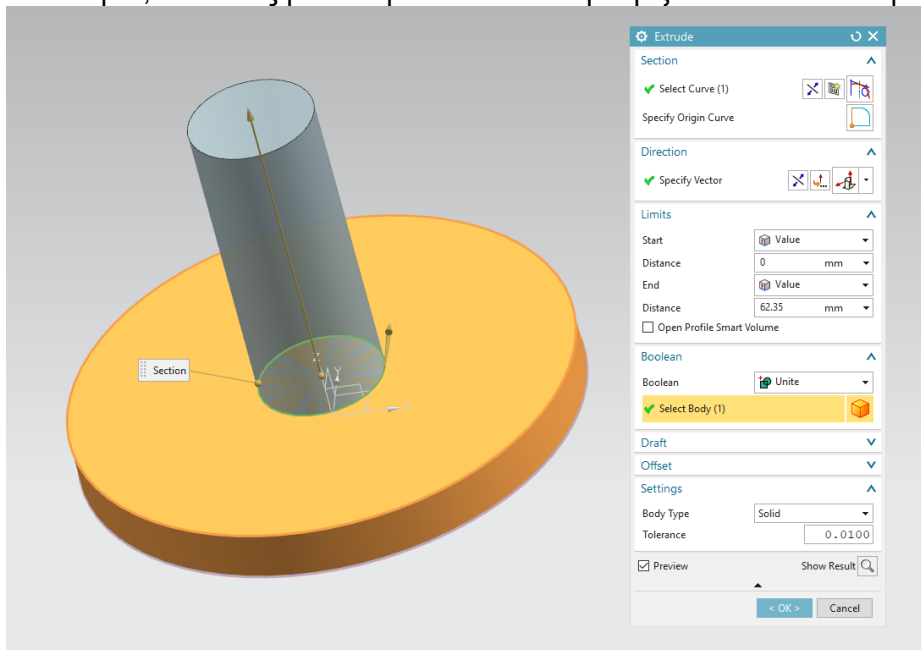 Extrude
Section
Select Curve (1)
Specify Origin Curve
Direction
Specify Vector
Limits
Start Value
Distance 0 mm
End Value
Distance 62.35 mm
Open Profile Smart Volume
Boolean
Boolean Unite
Select Body (1)
Draft
Offset
Settings
Body Type Solid
Tolerance 0.0100
Preview Show Result
< OK > Cancel
Section
Z
Y
X